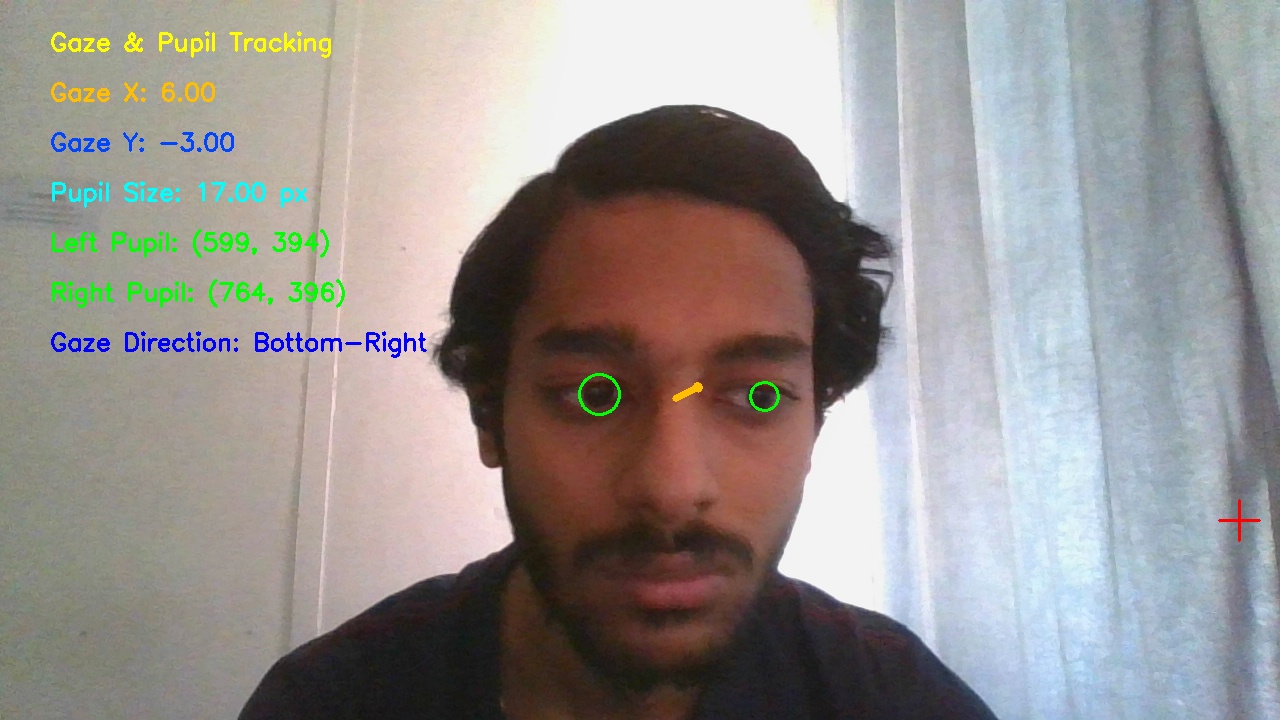 Gaze & Pupil Tracking
Gaze X: 6.00
Gaze Y: -3.00
Pupil Size: 17.00 px
Left Pupil: (599, 394)
Right Pupil: (764, 396)
Gaze Direction: Bottom-Right